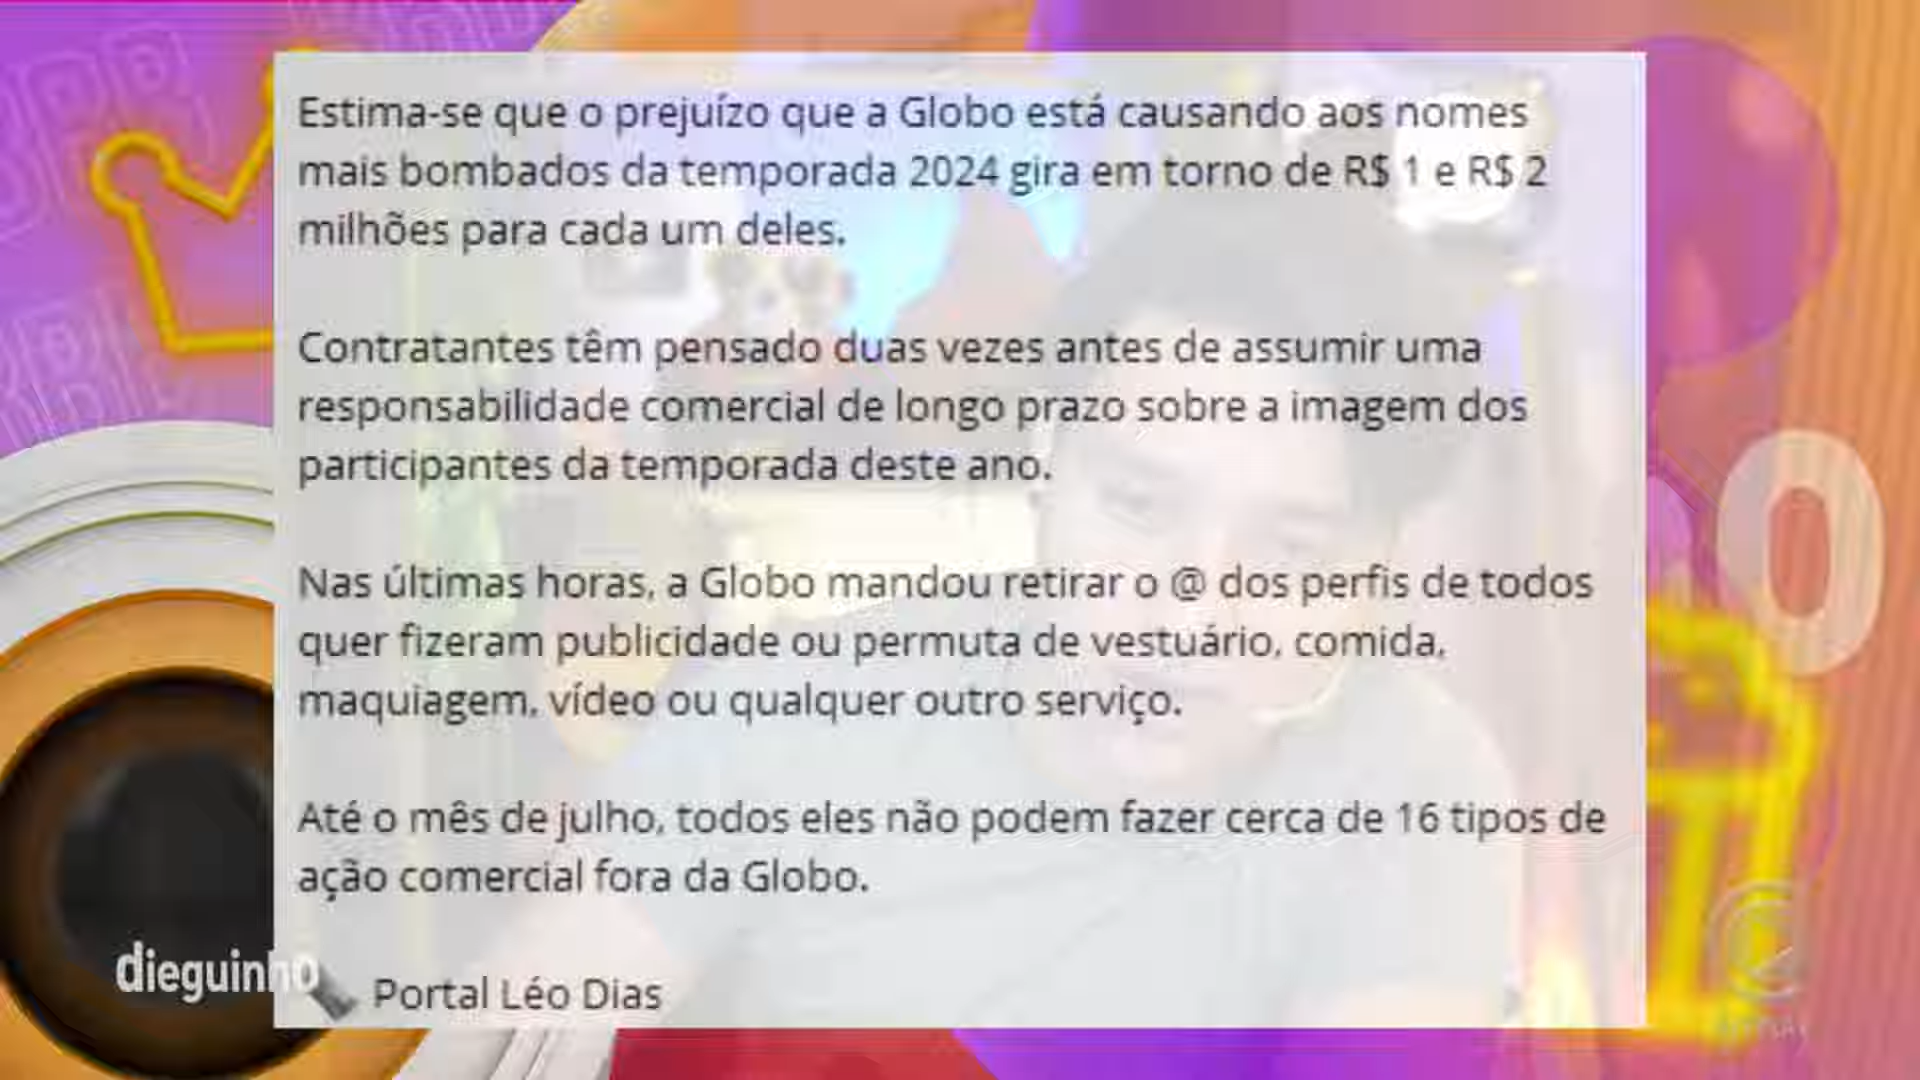 Estima-se que o prejuízo que a Globo está causando aos nomes
mais bombados da temporada 2024 gira em torno de R$ 1 e R$ 2
milhões para cada um deles.
Contratantes têm pensado duas vezes antes de assumir uma
responsabilidade comercial de longo prazo sobre a imagem dos
participantes da temporada deste ano.
Nas últimas horas, a Globo mandou retirar o @ dos perfis de todos
quer fizeram publicidade ou permuta de vestuário, comida,
maquiagem, vídeo ou qualquer outro serviço.
Até o mês de julho, todos eles não podem fazer cerca de 16 tipos de
ação comercial fora da Globo.
Portal Léo Dias
dieguinho
O